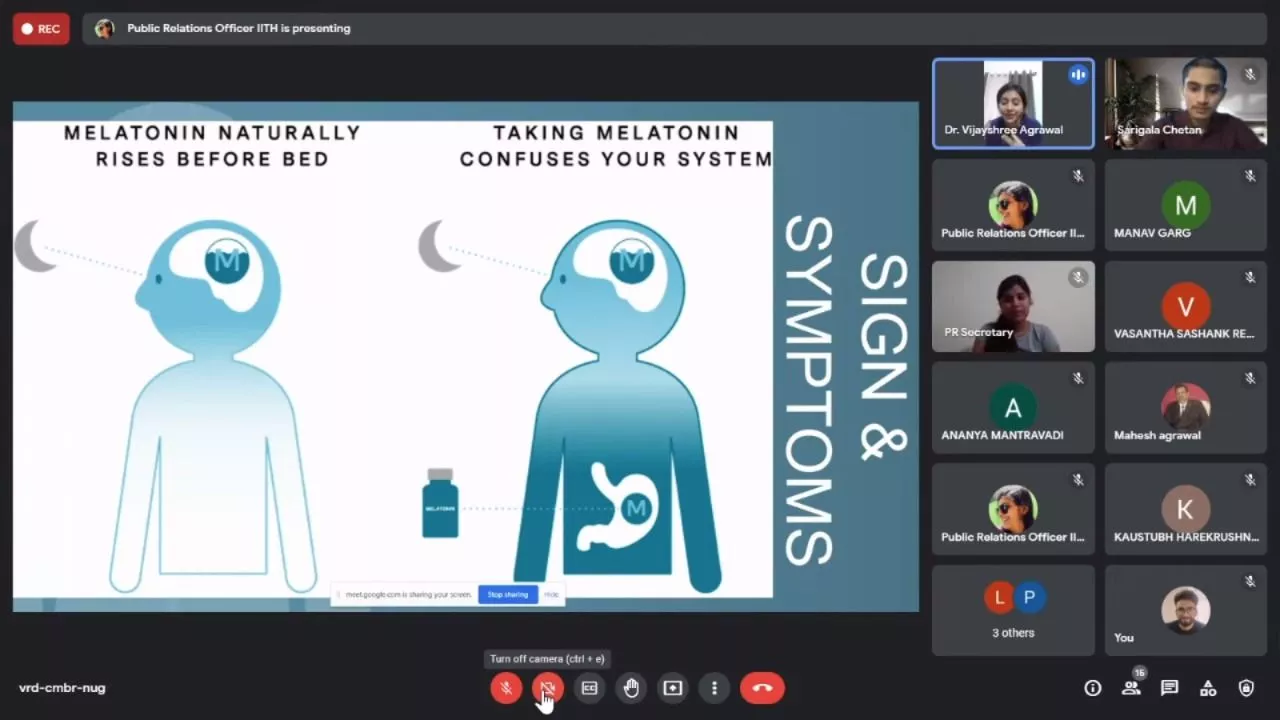 REC
Public Relations Officer IITH is presenting
MELATONIN NATURALLY
RISES BEFORE BED
TAKING MELATONIN
CONFUSES YOUR SYSTEM
M
M
MELATONIN
M
SIGN &
SYMPTOMS
meet.google.com is sharing your screen.
Stop sharing
Hide
Dr. Vijayshree Agrawal
Sarigala Chetan
Public Relations Officer II...
M
MANAV GARG
PR Secretary
V
VASANTHA SASHANK RE...
A
ANANYA MANTRAVADI
Mahesh agrawal
Public Relations Officer II...
K
KAUSTUBH HAREKRUSHN...
L
P
3 others
You
Turn off camera (ctrl + e)
vrd-cmbr-nug
CC
15